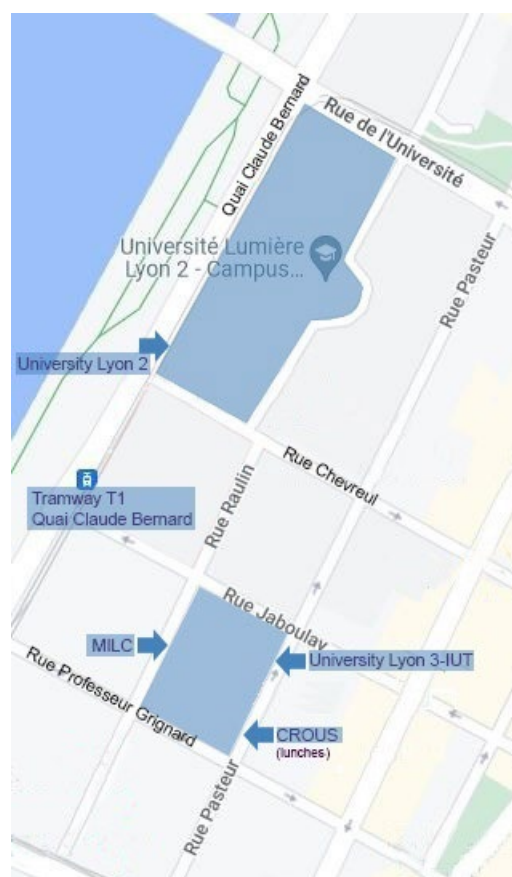 Quai Claude Bernard
Rue de l'Université
Université Lumière
Lyon 2 - Campus...
Rue Pasteur
University Lyon 2
Rue Chevreul
Tramway T1
Quai Claude Bernard
Rue Raulin
Rue Jaboulay
MILC
University Lyon 3-IUT
Rue Professeur Grignard
CROUS
(lunches)
Rue Pasteur